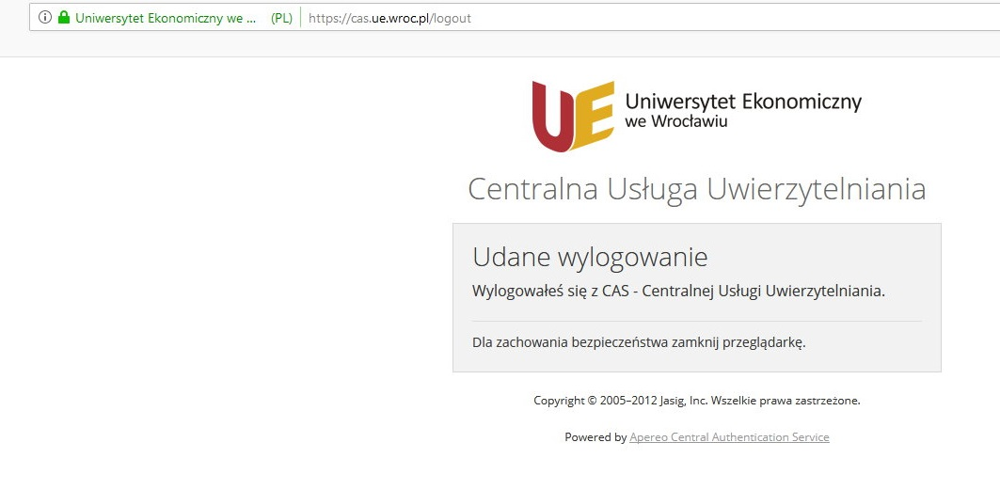 Uniwersytet Ekonomiczny we ... (PL) https://cas.ue.wroc.pl/logout
UE Uniwersytet Ekonomiczny
we Wrocławiu
Centralna Usługa Uwierzytelniania
Udane wylogowanie
Wylogowałeś się z CAS - Centralnej Usługi Uwierzytelniania.
Dla zachowania bezpieczeństwa zamknij przeglądarkę.
Copyright © 2005–2012 Jasig, Inc. Wszelkie prawa zastrzeżone.
Powered by Apereo Central Authentication Service